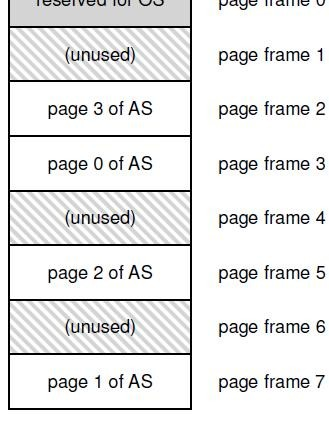 reserved for OS page frame 0
(unused) page frame 1
page 3 of AS page frame 2
page 0 of AS page frame 3
(unused) page frame 4
page 2 of AS page frame 5
(unused) page frame 6
page 1 of AS page frame 7